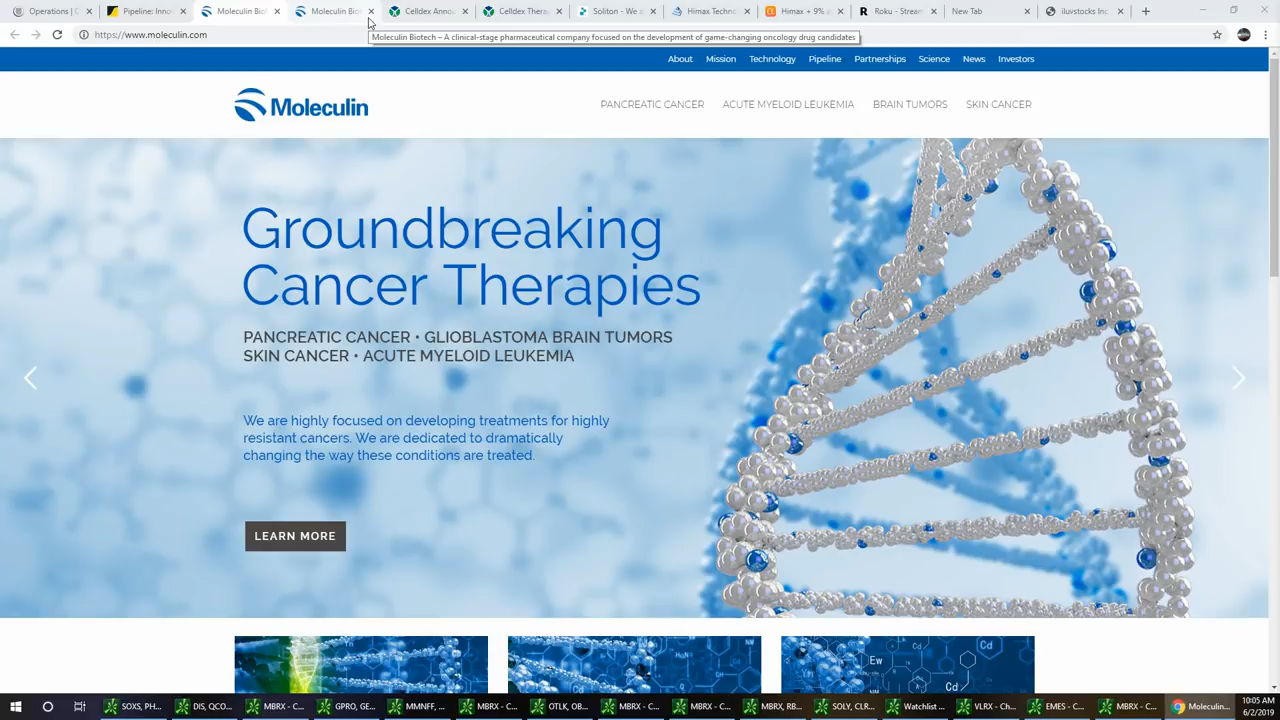 Operations | C
Pipeline: Innov
Moleculin Biot
Moleculin Biot
Celldex Annou
Celldex Therap
Soliton - We a
Himax Techno
Himax + 9% a
Roku - Stream
New Tab
iluvstocks Inc
https://www.moleculin.com
Moleculin Biotech – A clinical-stage pharmaceutical company focused on the development of game-changing oncology drug candidates
About Mission Technology Pipeline Partnerships Science News Investors
Moleculin
PANCREATIC CANCER ACUTE MYELOID LEUKEMIA BRAIN TUMORS SKIN CANCER
Groundbreaking
Cancer Therapies
PANCREATIC CANCER • GLIOBLASTOMA BRAIN TUMORS
SKIN CANCER • ACUTE MYELOID LEUKEMIA
We are highly focused on developing treatments for highly
resistant cancers. We are dedicated to dramatically
changing the way these conditions are treated.
LEARN MORE
Ew
Cd
Cd
SOXS, PH...
DIS, QCO...
MBRX - C...
GPRO, GE...
MMNFF, ...
MBRX - C...
OTLK, OB...
MBRX - C...
MBRX - C...
MBRX, RB...
SOLY, CLR...
Watchlist ...
VLRX - Ch...
EMES - C...
MBRX - C...
Moleculin...
10:05 AM
6/2/2019